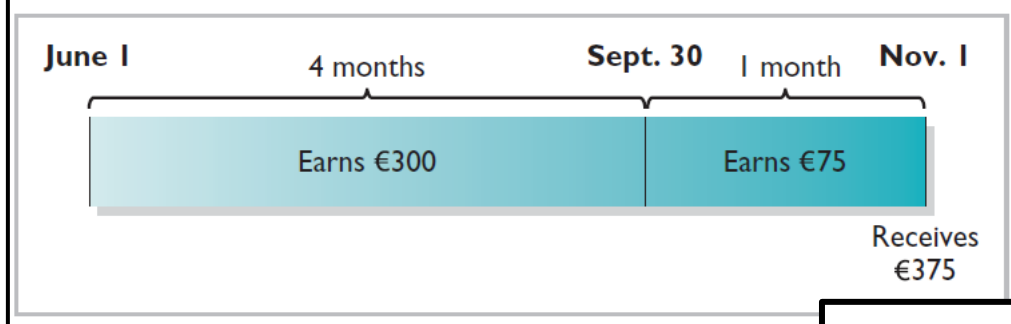 June 1 4 months Sept. 30 1 month Nov. 1
Earns €300 Earns €75
Receives
€375